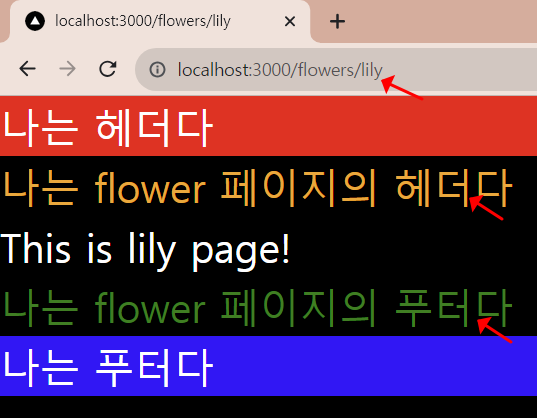 localhost:3000/flowers/lily
localhost:3000/flowers/lily
나는 헤더다
나는 flower 페이지의 헤더다
This is lily page!
나는 flower 페이지의 푸터다
나는 푸터다